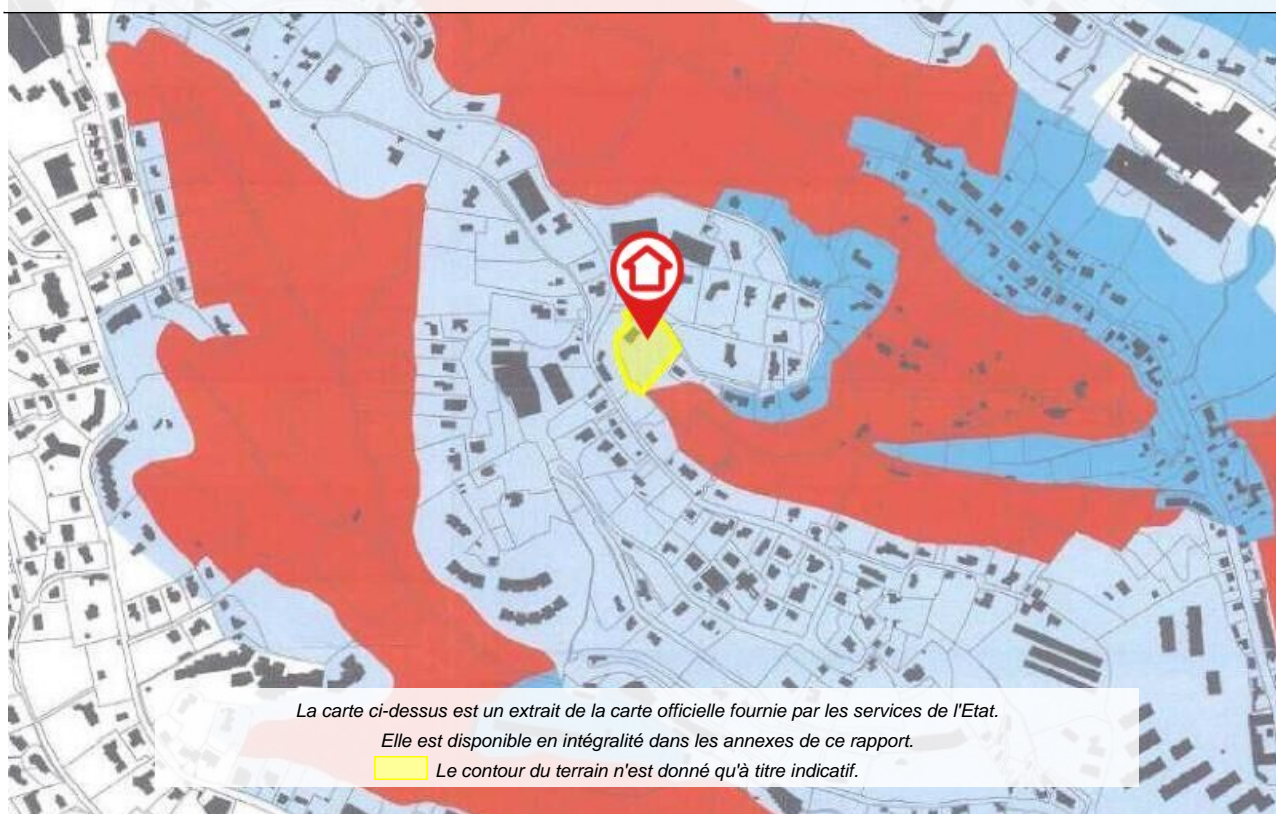 La carte ci-dessus est un extrait de la carte officielle fournie par les services de l'Etat.
Elle est disponible en intégralité dans les annexes de ce rapport.
Le contour du terrain n'est donné qu'à titre indicatif.